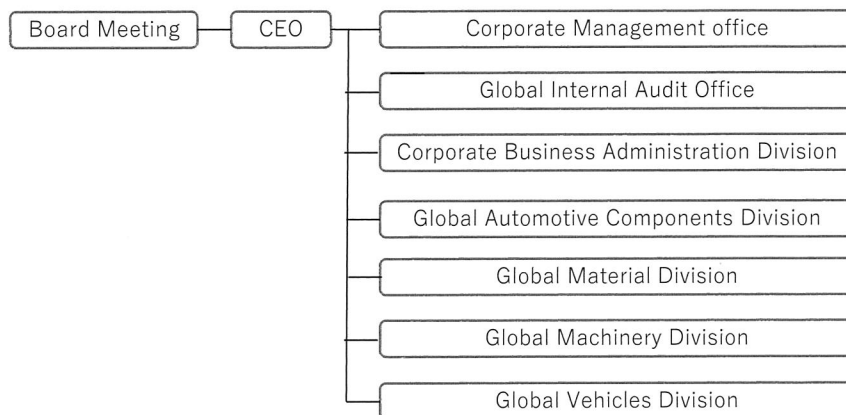 Board Meeting
CEO
Corporate Management office
Global Internal Audit Office
Corporate Business Administration Division
Global Automotive Components Division
Global Material Division
Global Machinery Division
Global Vehicles Division